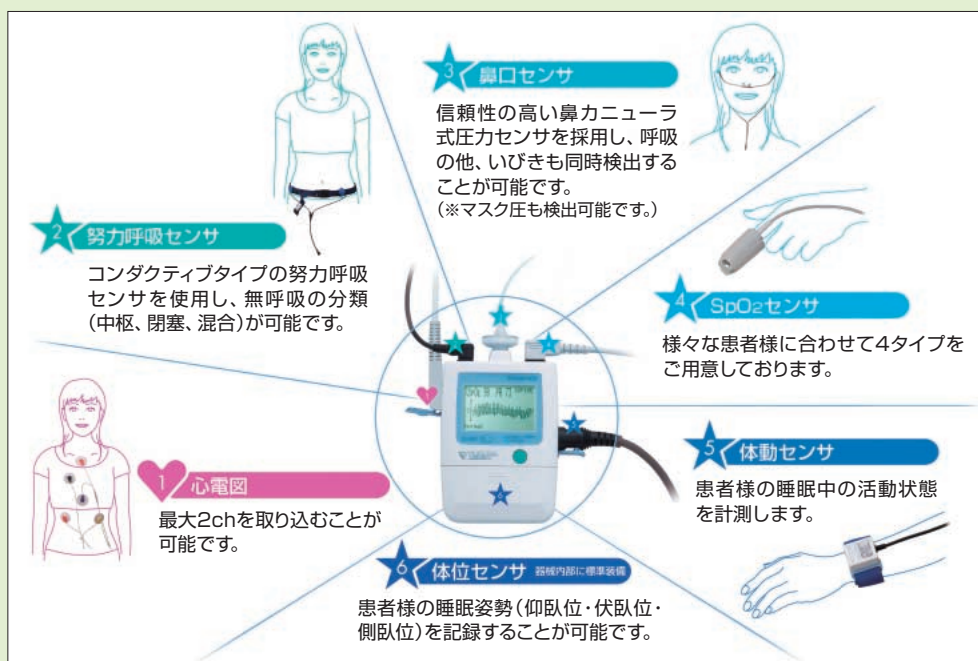 1 心電図
最大2chを取り込むことが
可能です。
2 努力呼吸センサ
コンダクティブタイプの努力呼吸
センサを使用し、無呼吸の分類
(中枢、閉塞、混合)が可能です。
3 鼻口センサ
信頼性の高い鼻カニューラ
式圧力センサを採用し、呼吸
の他、いびきも同時検出する
ことが可能です。
(※マスク圧も検出可能です。)
4 SpO2センサ
様々な患者様に合わせて4タイプを
ご用意しております。
5 体動センサ
患者様の睡眠中の活動状態
を計測します。
6 体位センサ 器械内部に標準装備
患者様の睡眠姿勢(仰臥位・伏臥位・
側臥位)を記録することが可能です。